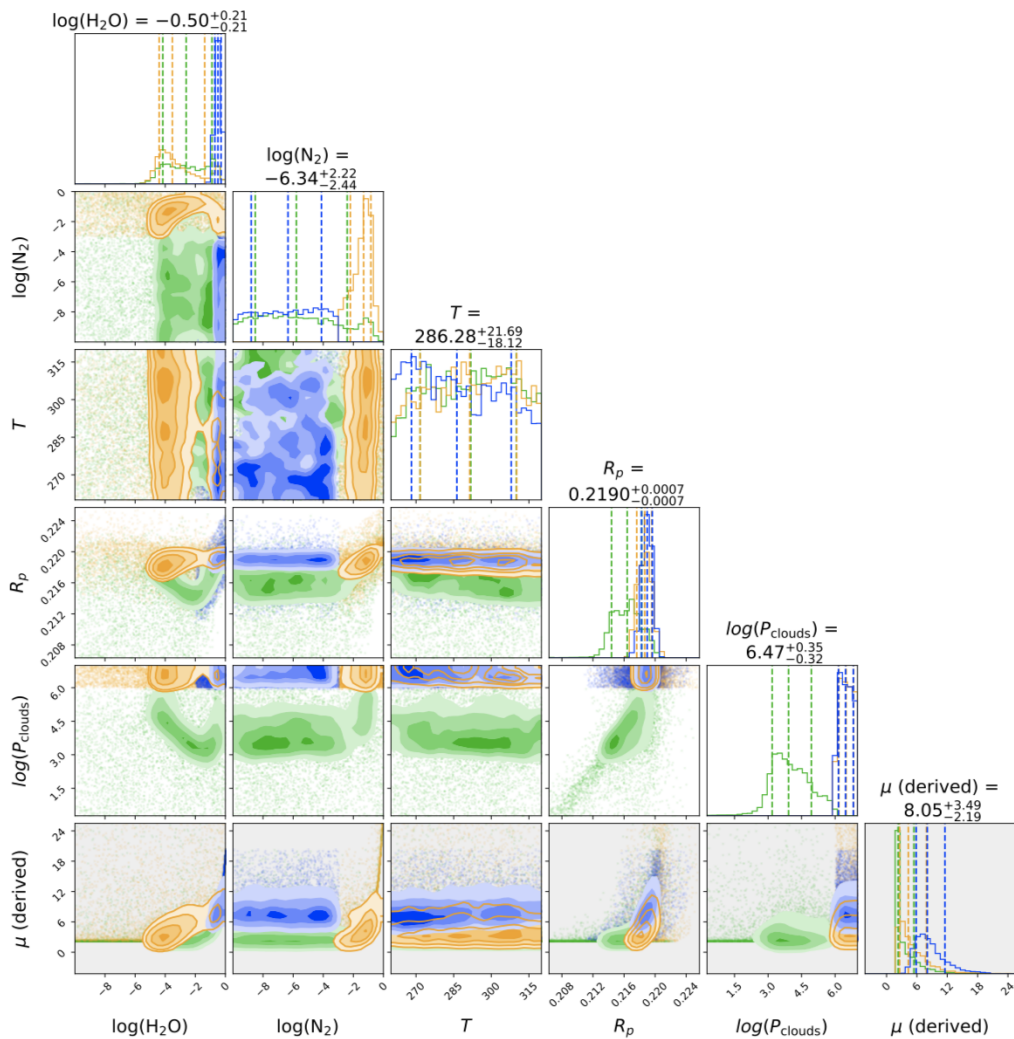 log(H₂O) = −0.50+0.21−0.21
log(N₂) =
−6.34+2.22−2.44
T =
286.28+21.69−18.12
Rp =
0.2190+0.0007−0.0007
log(Pclouds) =
6.47+0.35−0.32
μ (derived) =
8.05+3.49−2.19
log(N₂)
0
−2
−4
−6
−8
T
315
300
285
270
Rp
0.224
0.220
0.216
0.212
0.208
log(Pclouds)
6.0
4.5
3.0
1.5
μ (derived)
24
18
12
6
0
−8 −6 −4 −2 −8 −6 −4 −2 0 270 285 300 315 0.208 0.212 0.216 0.220 0.224 1.5 3.0 4.5 6.0 0 6 12 18 24
log(H₂O) log(N₂) T Rp log(Pclouds) μ (derived)